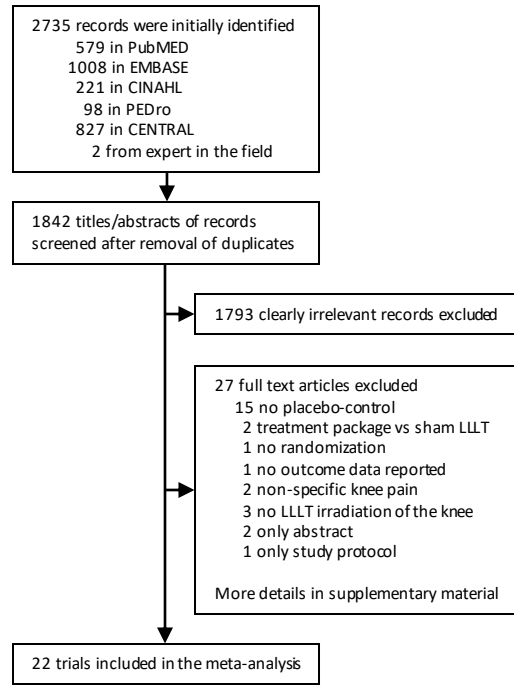 2735 records were initially identified
579 in PubMED
1008 in EMBASE
221 in CINAHL
98 in PEDro
827 in CENTRAL
2 from expert in the field
1842 titles/abstracts of records
screened after removal of duplicates
1793 clearly irrelevant records excluded
27 full text articles excluded
15 no placebo-control
2 treatment package vs sham LLLT
1 no randomization
1 no outcome data reported
2 non-specific knee pain
3 no LLLT irradiation of the knee
2 only abstract
1 only study protocol
More details in supplementary material
22 trials included in the meta-analysis